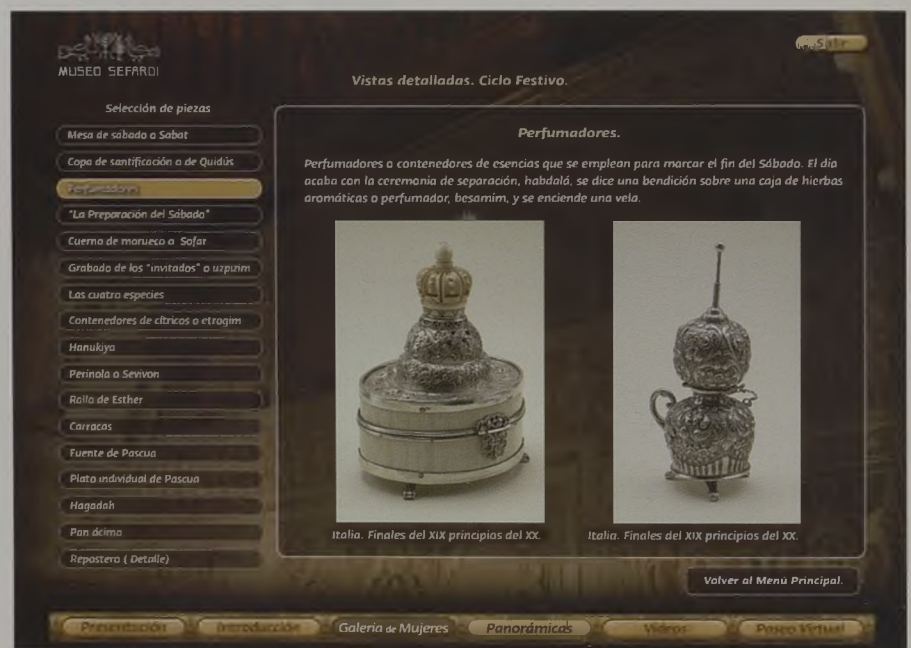 MUSEO SEFARDI
Salir
Vistas detalladas. Ciclo Festivo.
Selección de piezas
Mesa de sábado o Sabat
Copa de santificación o de Quidús
Perfumadores
"La Preparación del Sábado"
Cuerno de morueco o Sofar
Grabado de los "invitados" o uzpizim
Las cuatro especies
Contenedores de cítricos o etrogim
Hanukiya
Perinola o Sevivon
Rollo de Esther
Carracas
Fuente de Pascua
Plato individual de Pascua
Hagadah
Pan ácimo
Repostero ( Detalle)
Perfumadores.
Perfumadores o contenedores de esencias que se emplean para marcar el fin del Sábado. El día
acaba con la ceremonia de separación, habdalá, se dice una bendición sobre una caja de hierbas
aromáticas o perfumador, besamim, y se enciende una vela.
Italia. Finales del XIX principios del XX.
Italia. Finales del XIX principios del XX.
Volver al Menú Principal.
Presentación
Introducción
Galería de Mujeres
Panorámicas
Vídeos
Paseo Virtual